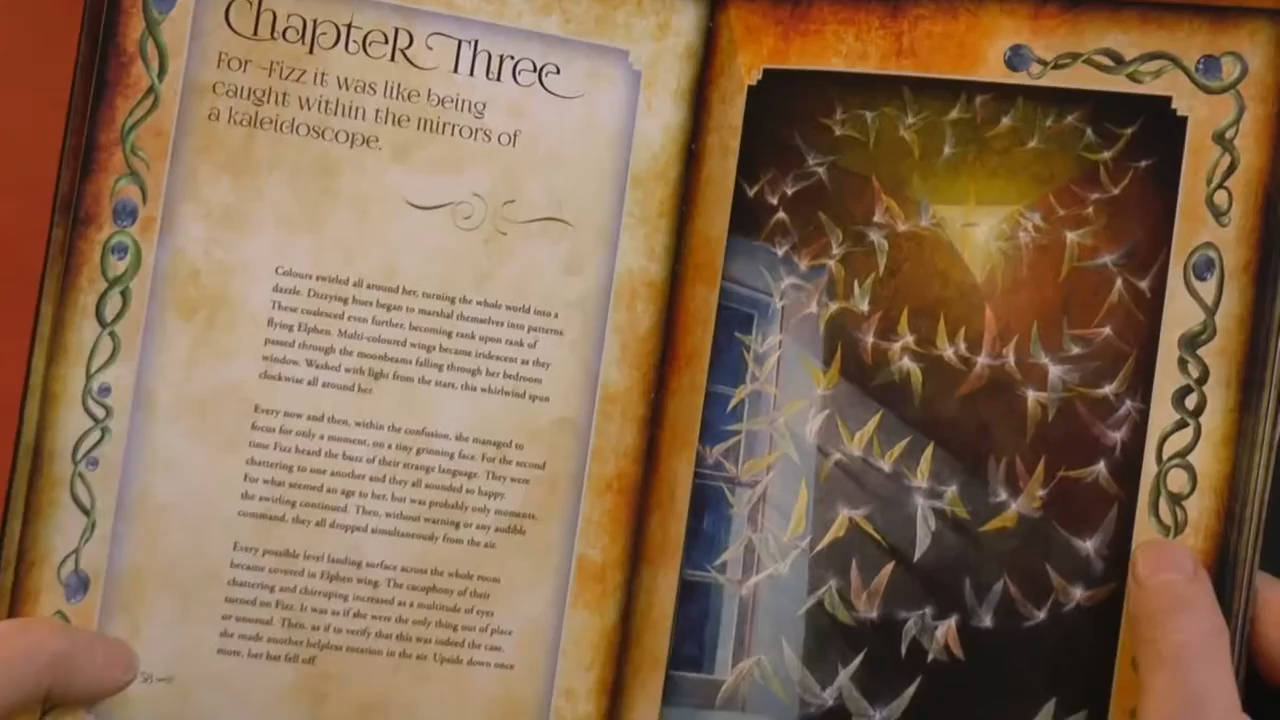 Chapter Three
For -Fizz it was like being
caught within the mirrors of
a kaleidoscope.
Colours swirled all around her, turning the whole world into a
dazzle. Dizzying hues began to marshal themselves into patterns
These coalesced even further, becoming rank upon rank of
flying Elphen. Multi-coloured wings became iridescent as they
passed through the moonbeams falling through her bedroom
window. Washed with light from the stars, this whirlwind spun
clockwise all around her.
Every now and then, within the confusion, she managed to
focus for only a moment, on a tiny grinning face. For the second
time Fizz heard the buzz of their strange language. They were
chattering to one another and they all sounded so happy.
For what seemed an age to her, but was probably only moments,
the swirling continued. Then, without warning or any audible
command, they all dropped simultaneously from the air.
Every possible level landing surface across the whole room
became covered in Elphen wing. The cacophony of their
chattering and chirruping increased as a multitude of eyes
turned on Fizz. It was as if she were the only thing out of place
or unusual. Then, as if to verify that this was indeed the case,
she made another helpless rotation in the air. Upside down once
more, her hat fell off.
58